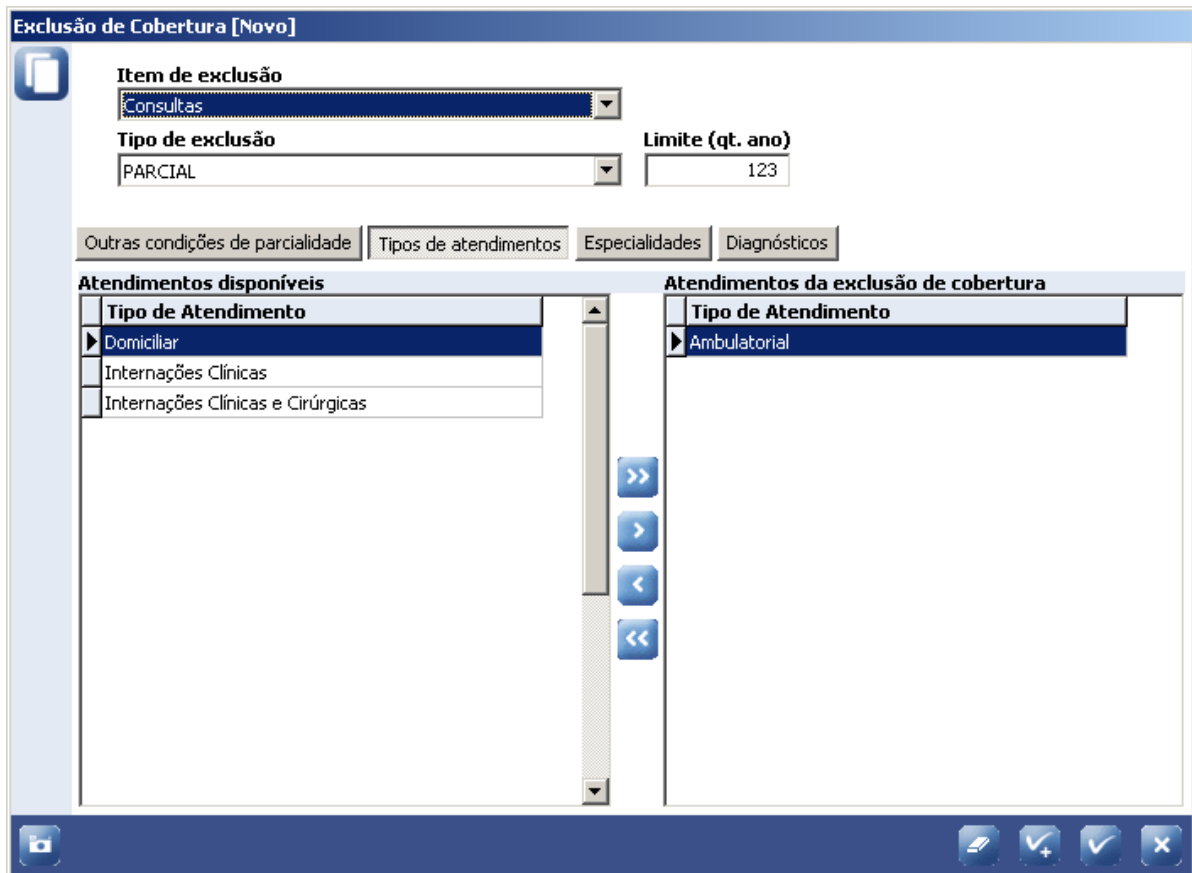 Exclusão de Cobertura [Novo]
Item de exclusão
Consultas
Tipo de exclusão
Limite (qt. ano)
PARCIAL
123
Outras condições de parcialidade
Tipos de atendimentos
Especialidades
Diagnósticos
Atendimentos disponíveis
Tipo de Atendimento
Domiciliar
Internações Clínicas
Internações Clínicas e Cirúrgicas
Atendimentos da exclusão de cobertura
Tipo de Atendimento
Ambulatorial